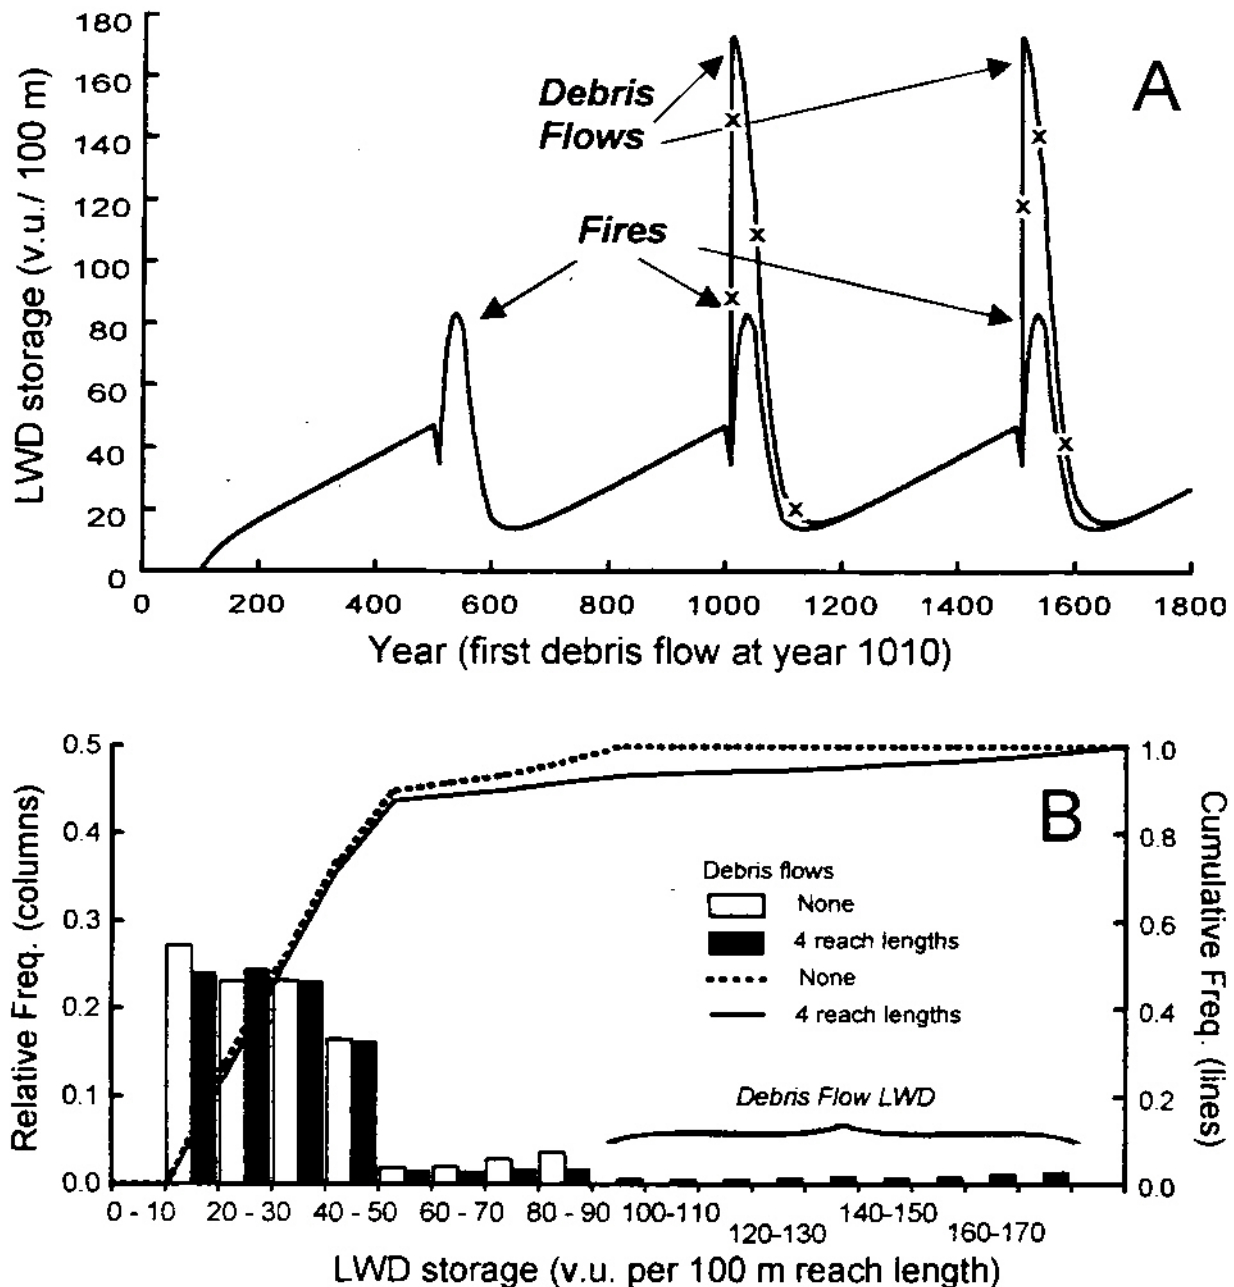 A
LWD storage (v.u./ 100 m)
180
160
140
120
100
80
60
40
20
0
Debris
Flows
Fires
0 200 400 600 800 1000 1200 1400 1600 1800
Year (first debris flow at year 1010)
B
Relative Freq. (columns)
0.5
0.4
0.3
0.2
0.1
0.0
Cumulative Freq. (lines)
1.0
0.8
0.6
0.4
0.2
0.0
Debris flows
None
4 reach lengths
None
4 reach lengths
Debris Flow LWD
0 - 10 20 - 30 40 - 50 60 - 70 80 - 90 100-110 140-150
120-130 160-170
LWD storage (v.u. per 100 m reach length)